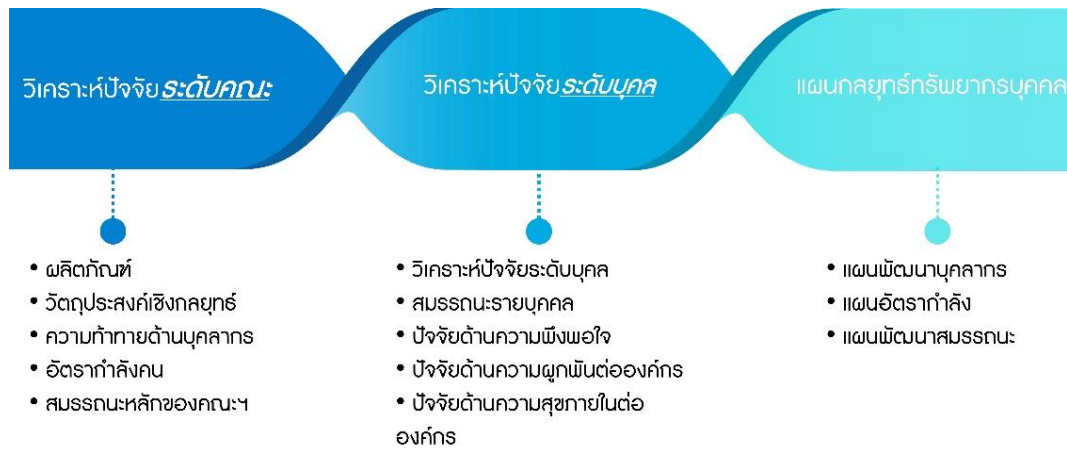 วิเคราะห์ปัจจัยระดับคณะ
วิเคราะห์ปัจจัยระดับบุคล
แผนกลยุทธ์ทรัพยากรบุคคล
• ผลิตภัณฑ์
• วัตถุประสงค์เชิงกลยุทธ์
• ความท้าทายด้านบุคลากร
• อัตรากำลังคน
• สมรรถนะหลักของคณะฯ
• วิเคราะห์ปัจจัยระดับบุคล
• สมรรถนะรายบุคคล
• ปัจจัยด้านความพึงพอใจ
• ปัจจัยด้านความผูกพันต่อองค์กร
• ปัจจัยด้านความสุขภายในต่อ
องค์กร
• แผนพัฒนาบุคลากร
• แผนอัตรากำลัง
• แผนพัฒนาสมรรถนะ